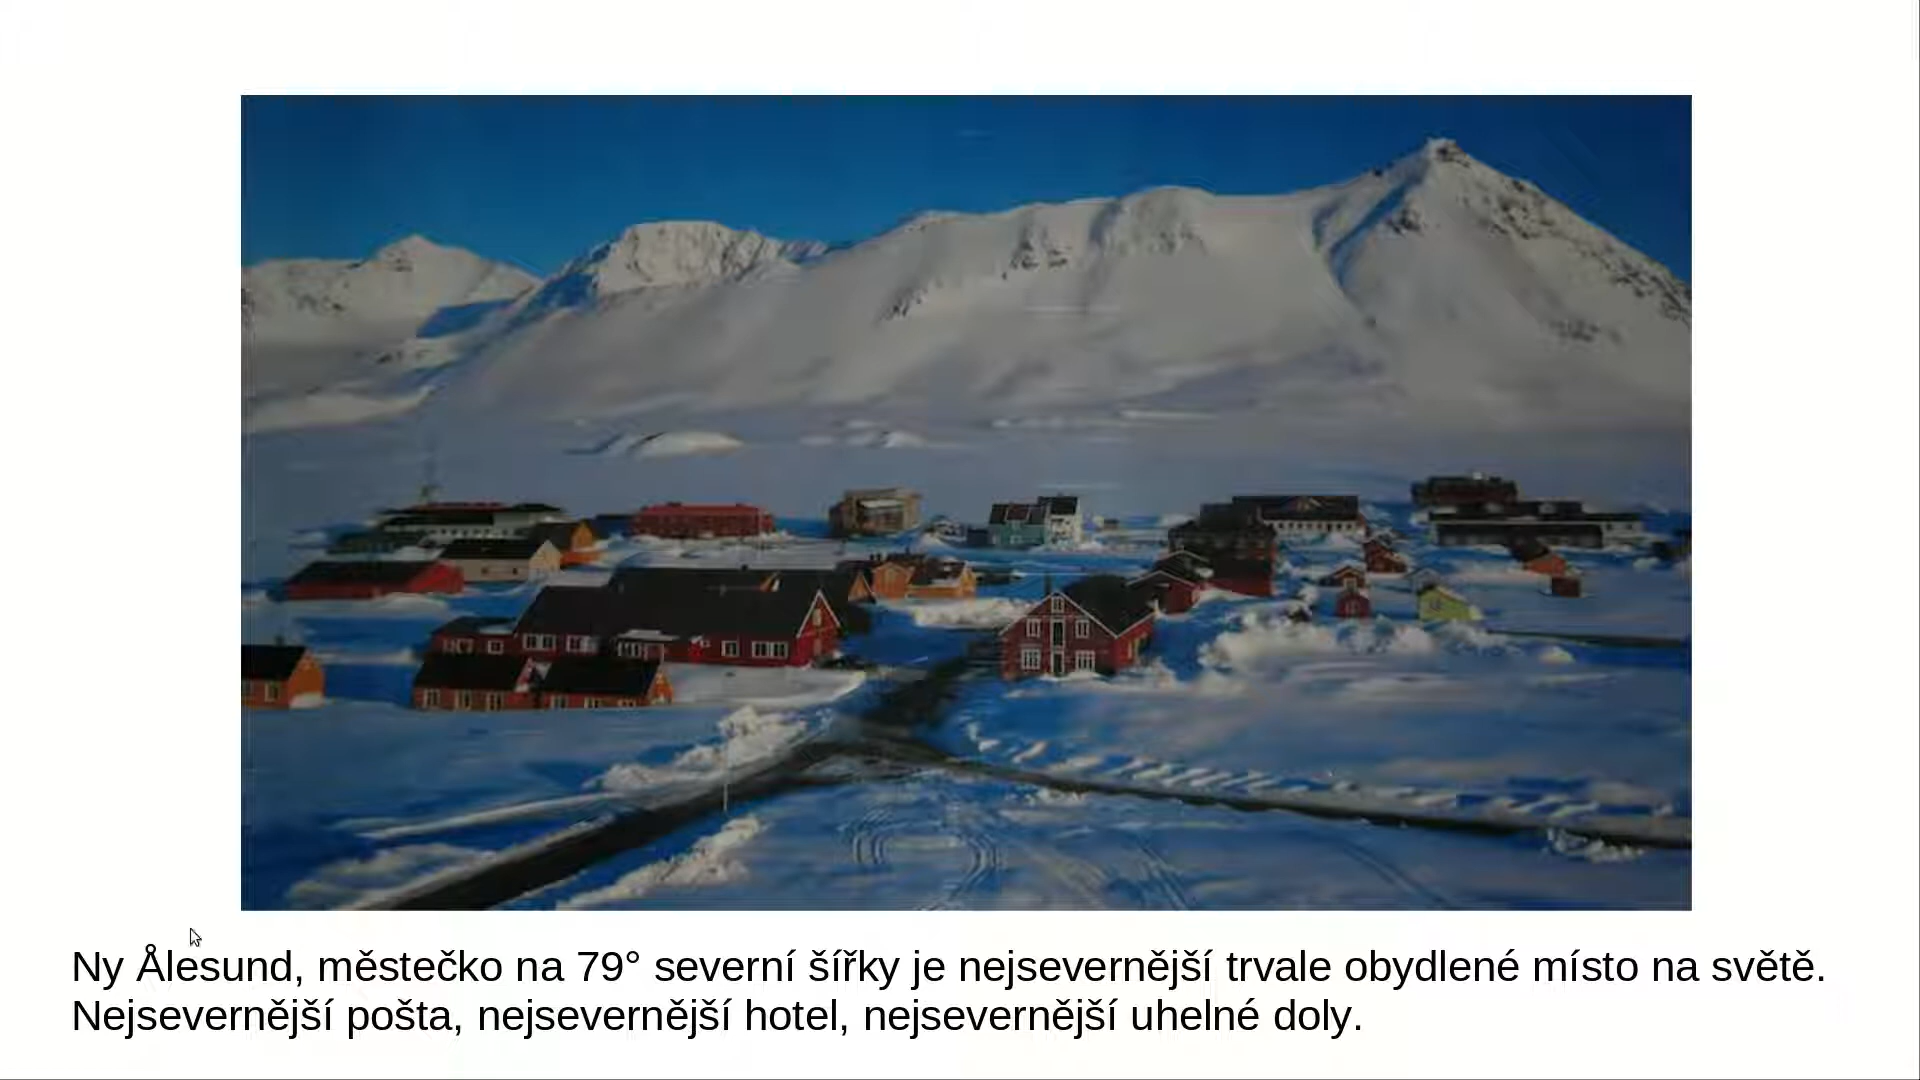 Ny Ålesund, městečko na 79° severní šířky je nejsevernější trvale obydlené místo na světě.
Nejsevernější pošta, nejsevernější hotel, nejsevernější uhelné doly.